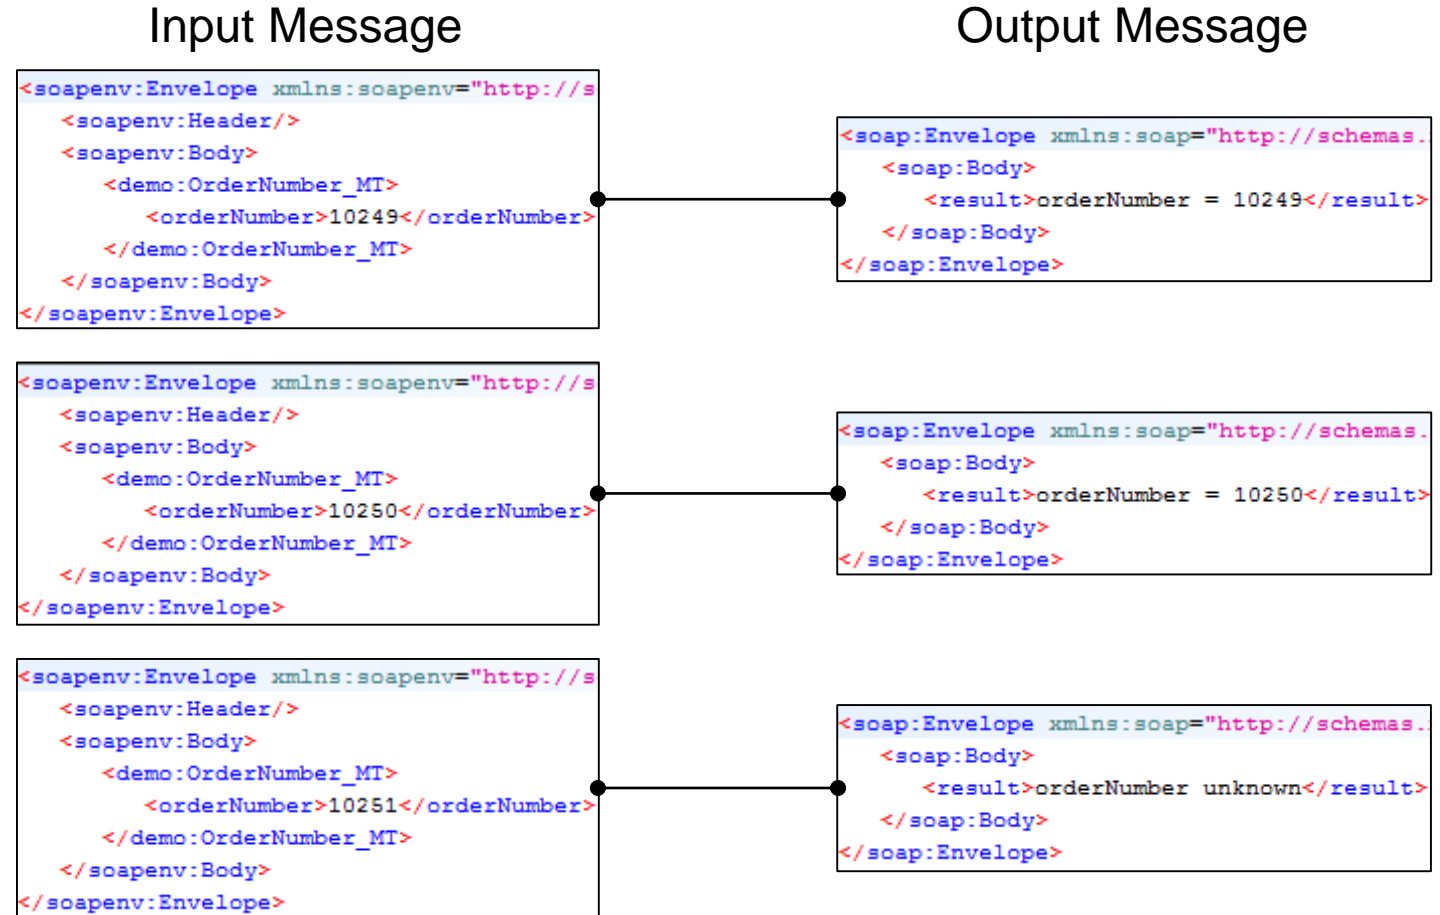 Input Message
Output Message
<soapenv:Envelope xmlns:soapenv="http://s
<soapenv:Header/>
<soapenv:Body>
<demo:OrderNumber_MT>
<orderNumber>10249</orderNumber>
</demo:OrderNumber_MT>
</soapenv:Body>
</soapenv:Envelope>
<soap:Envelope xmlns:soap="http://schemas.
<soap:Body>
<result>orderNumber = 10249</result>
</soap:Body>
</soap:Envelope>
<soapenv:Envelope xmlns:soapenv="http://s
<soapenv:Header/>
<soapenv:Body>
<demo:OrderNumber_MT>
<orderNumber>10250</orderNumber>
</demo:OrderNumber_MT>
</soapenv:Body>
</soapenv:Envelope>
<soap:Envelope xmlns:soap="http://schemas.
<soap:Body>
<result>orderNumber = 10250</result>
</soap:Body>
</soap:Envelope>
<soapenv:Envelope xmlns:soapenv="http://s
<soapenv:Header/>
<soapenv:Body>
<demo:OrderNumber_MT>
<orderNumber>10251</orderNumber>
</demo:OrderNumber_MT>
</soapenv:Body>
</soapenv:Envelope>
<soap:Envelope xmlns:soap="http://schemas.
<soap:Body>
<result>orderNumber unknown</result>
</soap:Body>
</soap:Envelope>